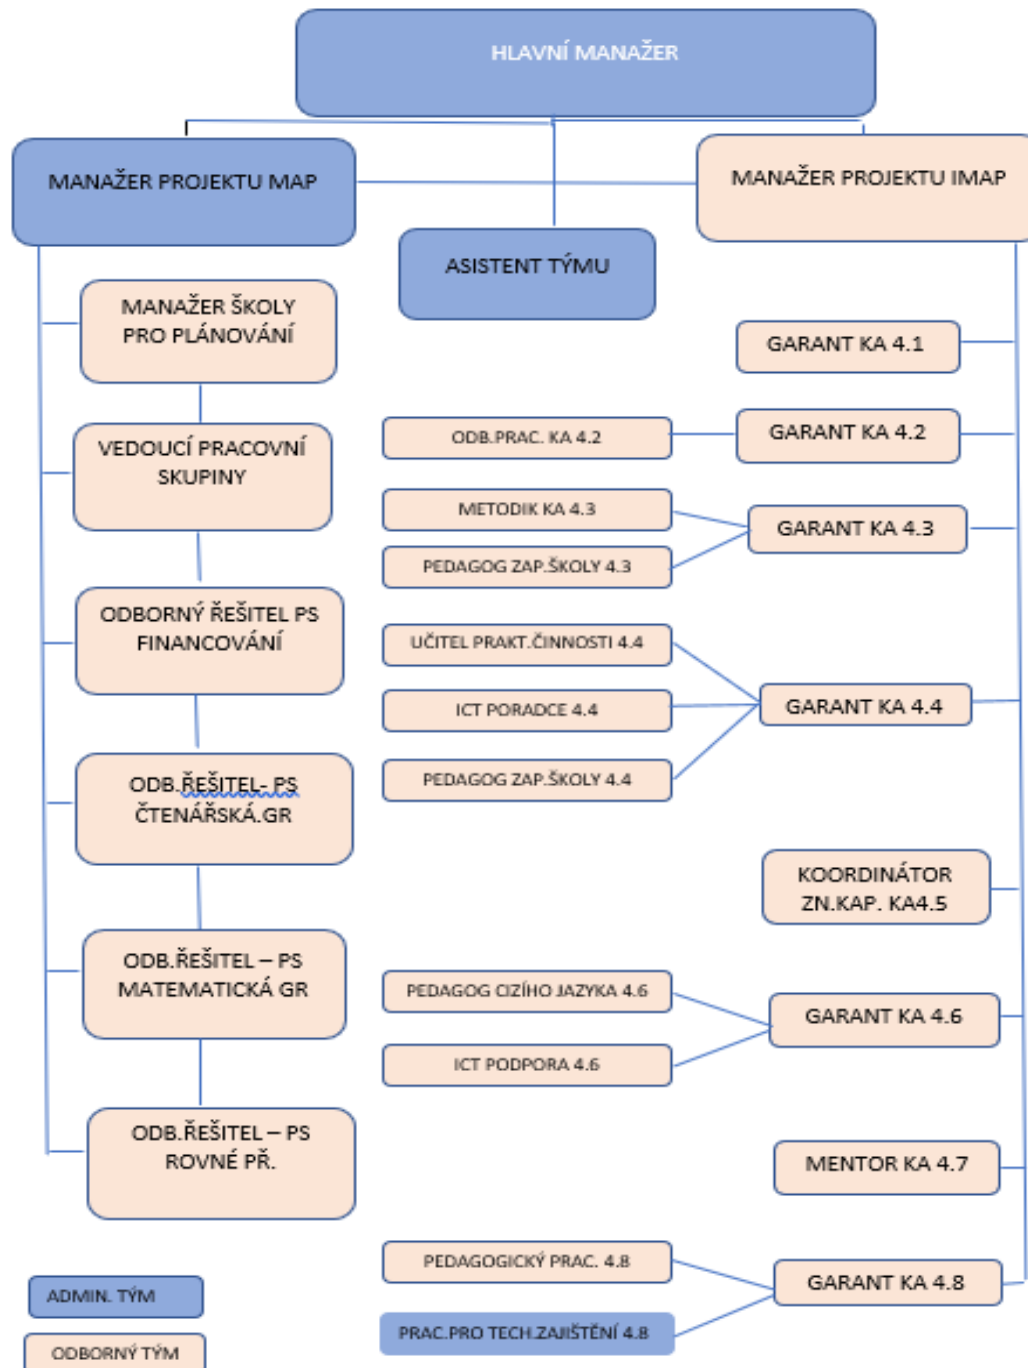 HLAVNÍ MANAŽER
MANAŽER PROJEKTU MAP
MANAŽER PROJEKTU IMAP
ASISTENT TÝMU
MANAŽER ŠKOLY
PRO PLÁNOVÁNÍ
VEDOUCÍ PRACOVNÍ
SKUPINY
ODBORNÝ ŘEŠITEL PS
FINANCOVÁNÍ
ODB.ŘEŠITEL- PS
ČTENÁŘSKÁ.GR
ODB.ŘEŠITEL – PS
MATEMATICKÁ GR
ODB.ŘEŠITEL – PS
ROVNÉ PŘ.
GARANT KA 4.1
ODB.PRAC. KA 4.2
GARANT KA 4.2
METODIK KA 4.3
PEDAGOG ZAP.ŠKOLY 4.3
GARANT KA 4.3
UČITEL PRAKT.ČINNOSTI 4.4
ICT PORADCE 4.4
PEDAGOG ZAP.ŠKOLY 4.4
GARANT KA 4.4
KOORDINÁTOR
ZN.KAP. KA4.5
PEDAGOG CIZÍHO JAZYKA 4.6
ICT PODPORA 4.6
GARANT KA 4.6
MENTOR KA 4.7
PEDAGOGICKÝ PRAC. 4.8
PRAC.PRO TECH.ZAJIŠTĚNÍ 4.8
GARANT KA 4.8
ADMIN. TÝM
ODBORNÝ TÝM